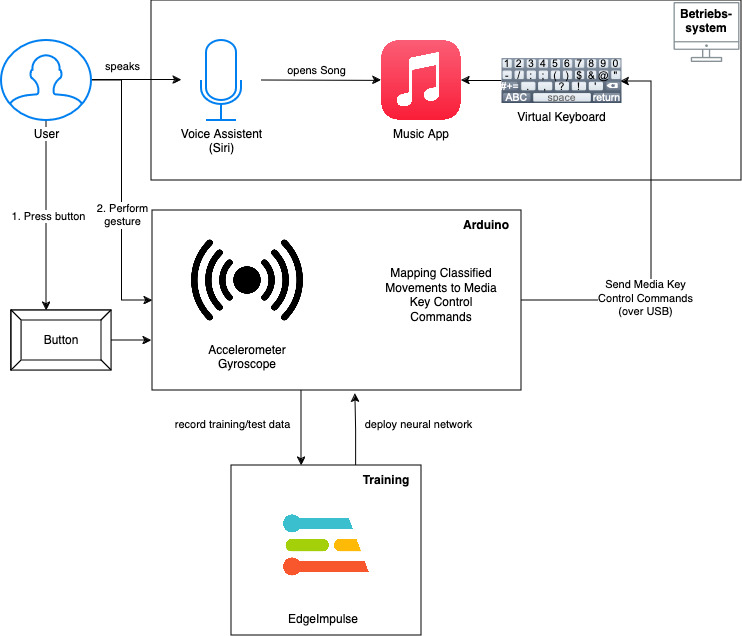 Betriebs-
system
speaks
opens Song
User
Voice Assistent
(Siri)
Music App
1 2 3 4 5 6 7 8 9 0
- / : ; ( ) $ & @ "
#+= . , ? ! '
ABC space return
Virtual Keyboard
1. Press button
2. Perform
gesture
Arduino
Mapping Classified
Movements to Media
Key Control
Commands
Send Media Key
Control Commands
(over USB)
Button
Accelerometer
Gyroscope
record training/test data
deploy neural network
Training
EdgeImpulse